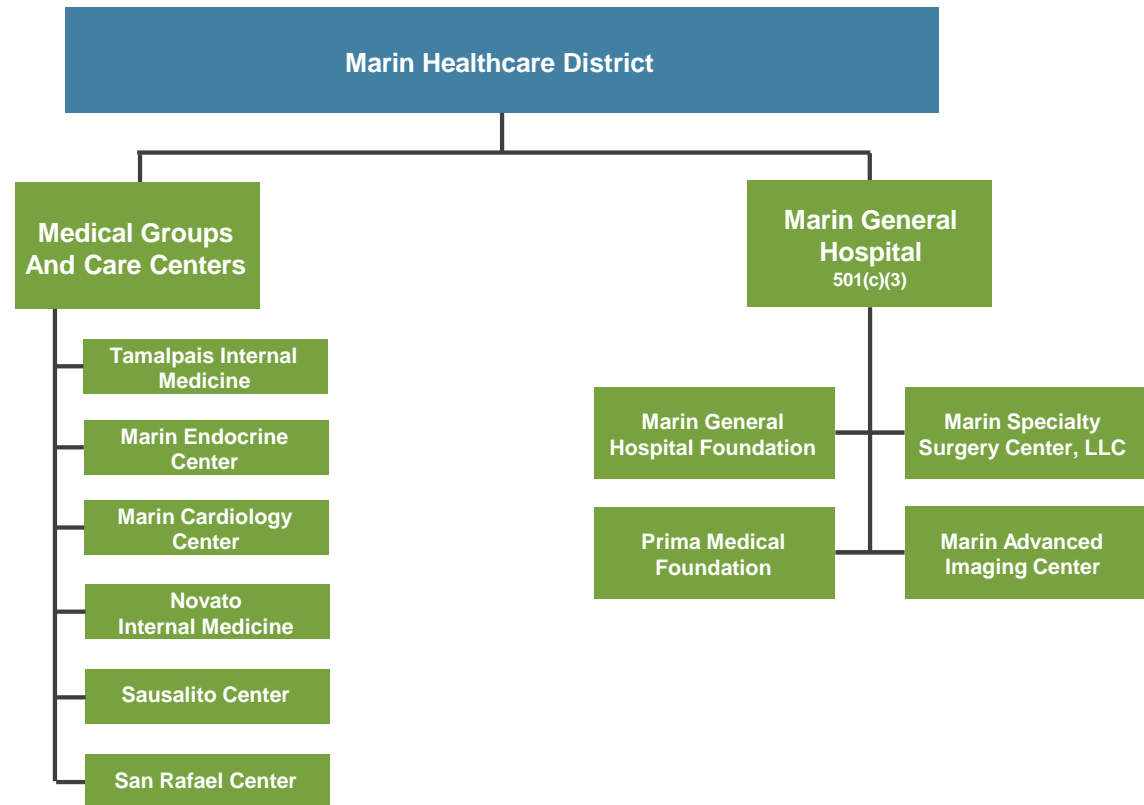 Marin Healthcare District
Medical Groups
And Care Centers
Marin General
Hospital
501(c)(3)
Tamalpais Internal
Medicine
Marin Endocrine
Center
Marin Cardiology
Center
Novato
Internal Medicine
Sausalito Center
San Rafael Center
Marin General
Hospital Foundation
Marin Specialty
Surgery Center, LLC
Prima Medical
Foundation
Marin Advanced
Imaging Center